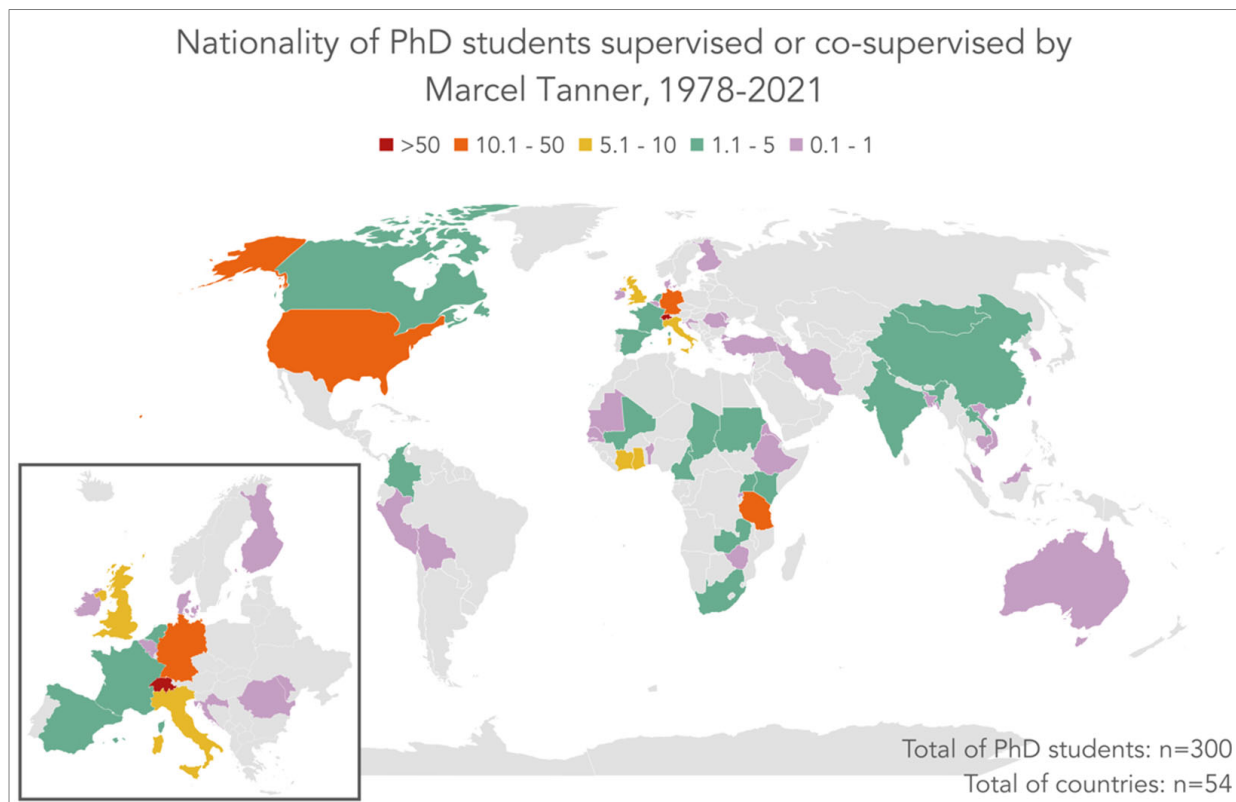 Nationality of PhD students supervised or co-supervised by
Marcel Tanner, 1978-2021
>50 10.1 - 50 5.1 - 10 1.1 - 5 0.1 - 1
Total of PhD students: n=300
Total of countries: n=54